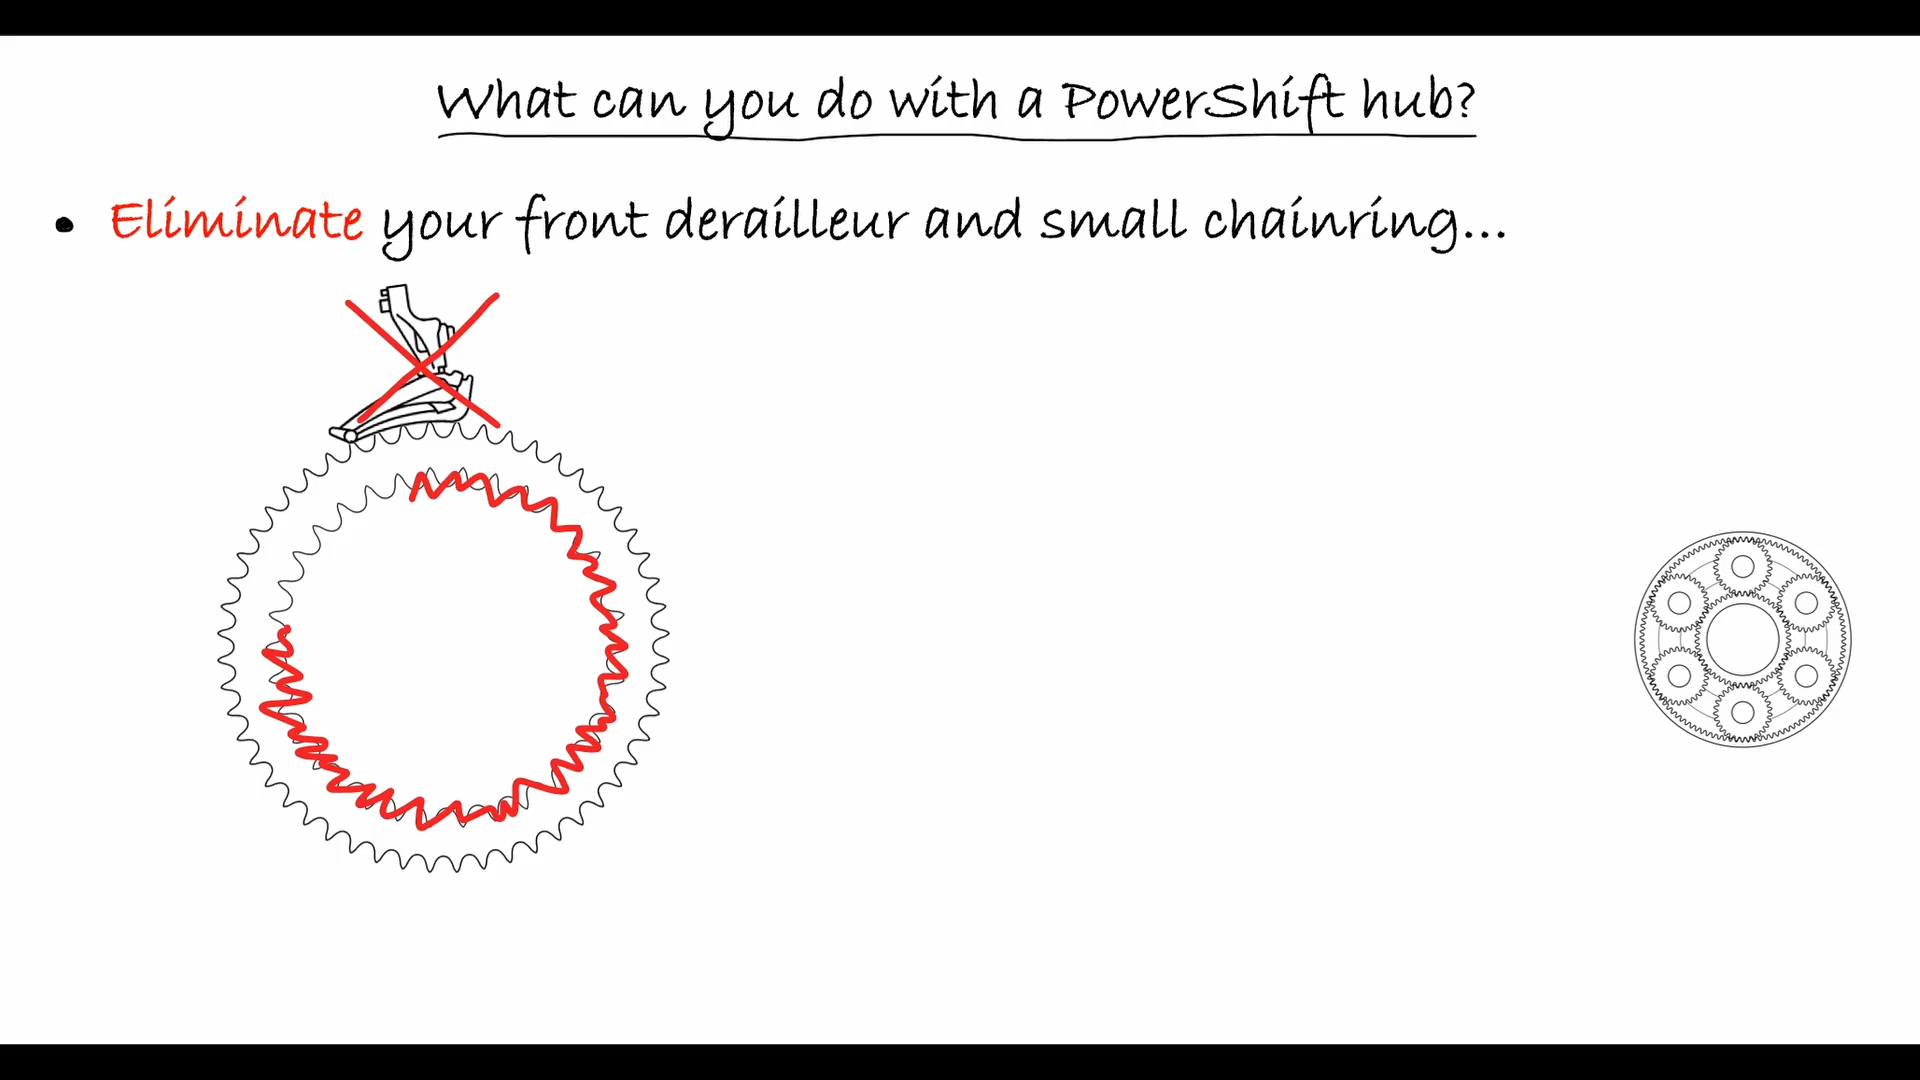 What can you do with a PowerShift hub?
• Eliminate your front derailleur and small chainring...